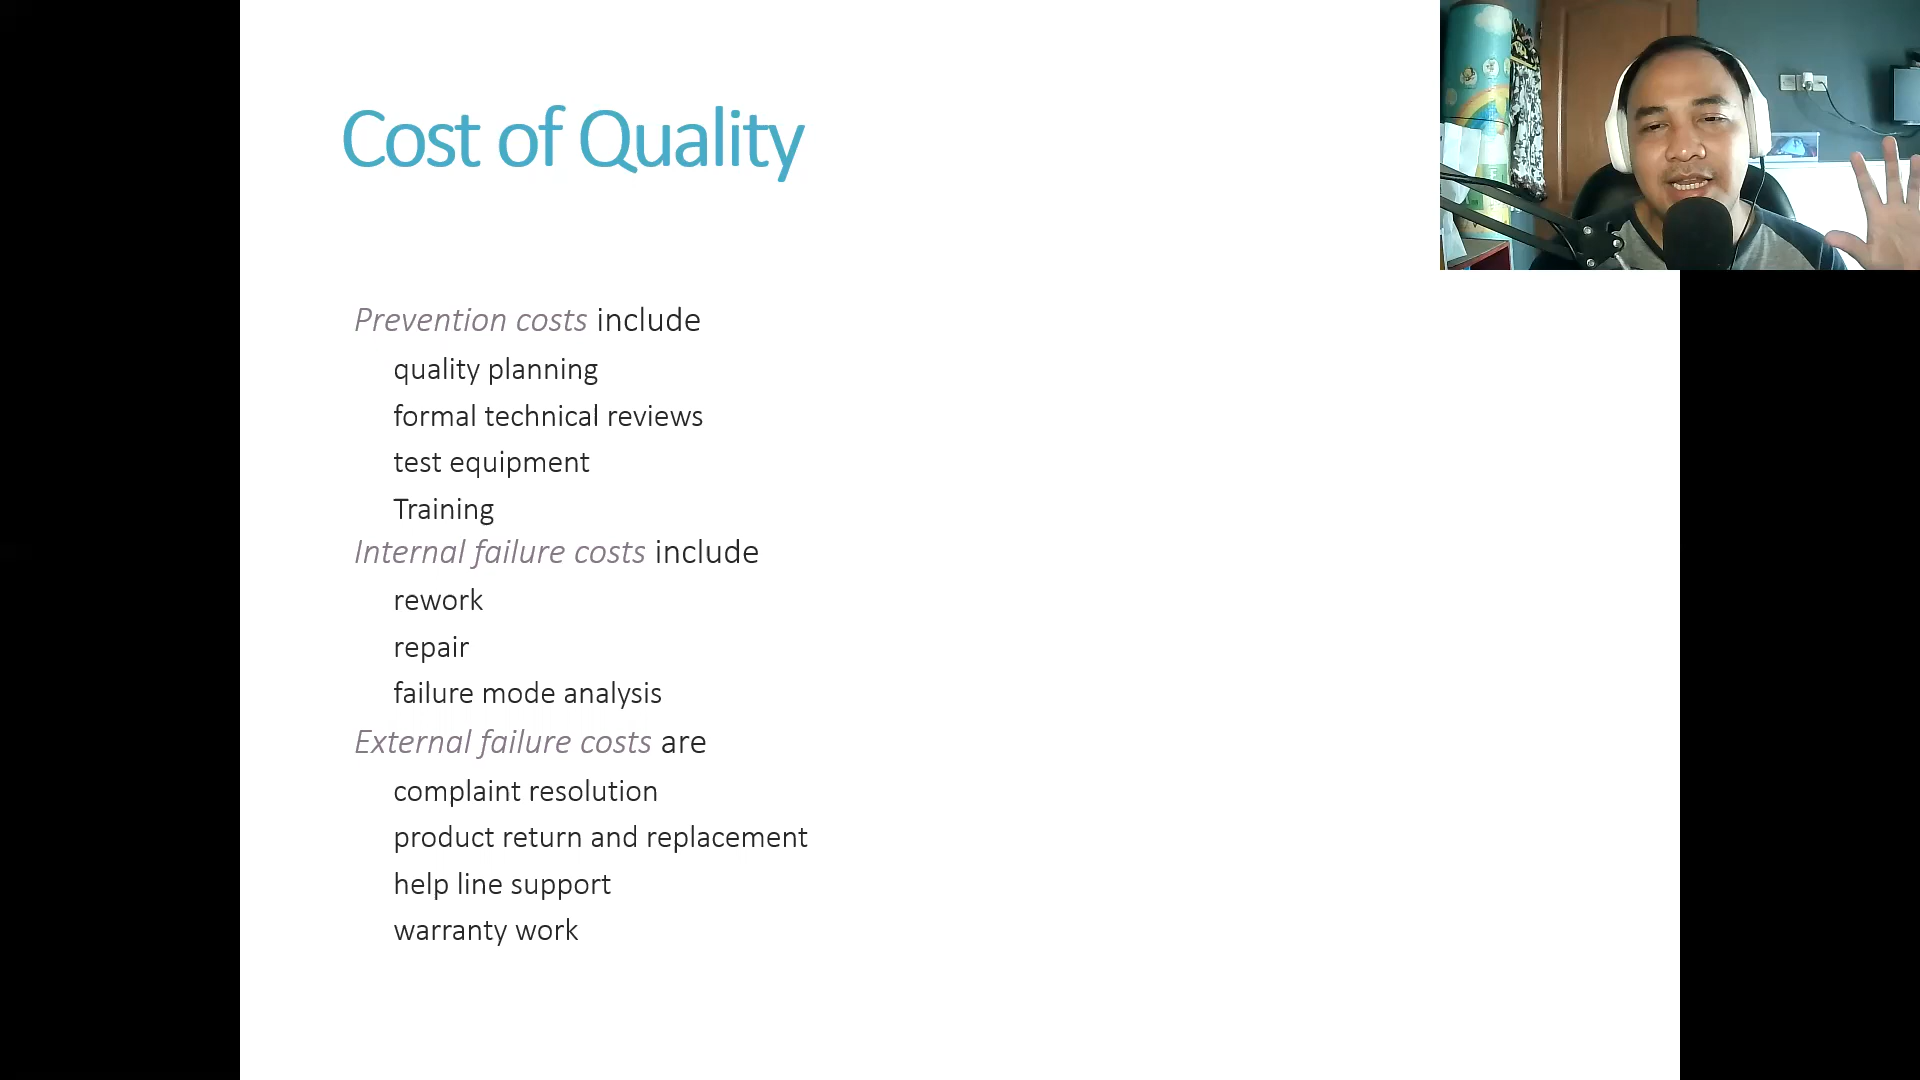 Cost of Quality
Prevention costs include
quality planning
formal technical reviews
test equipment
Training
Internal failure costs include
rework
repair
failure mode analysis
External failure costs are
complaint resolution
product return and replacement
help line support
warranty work